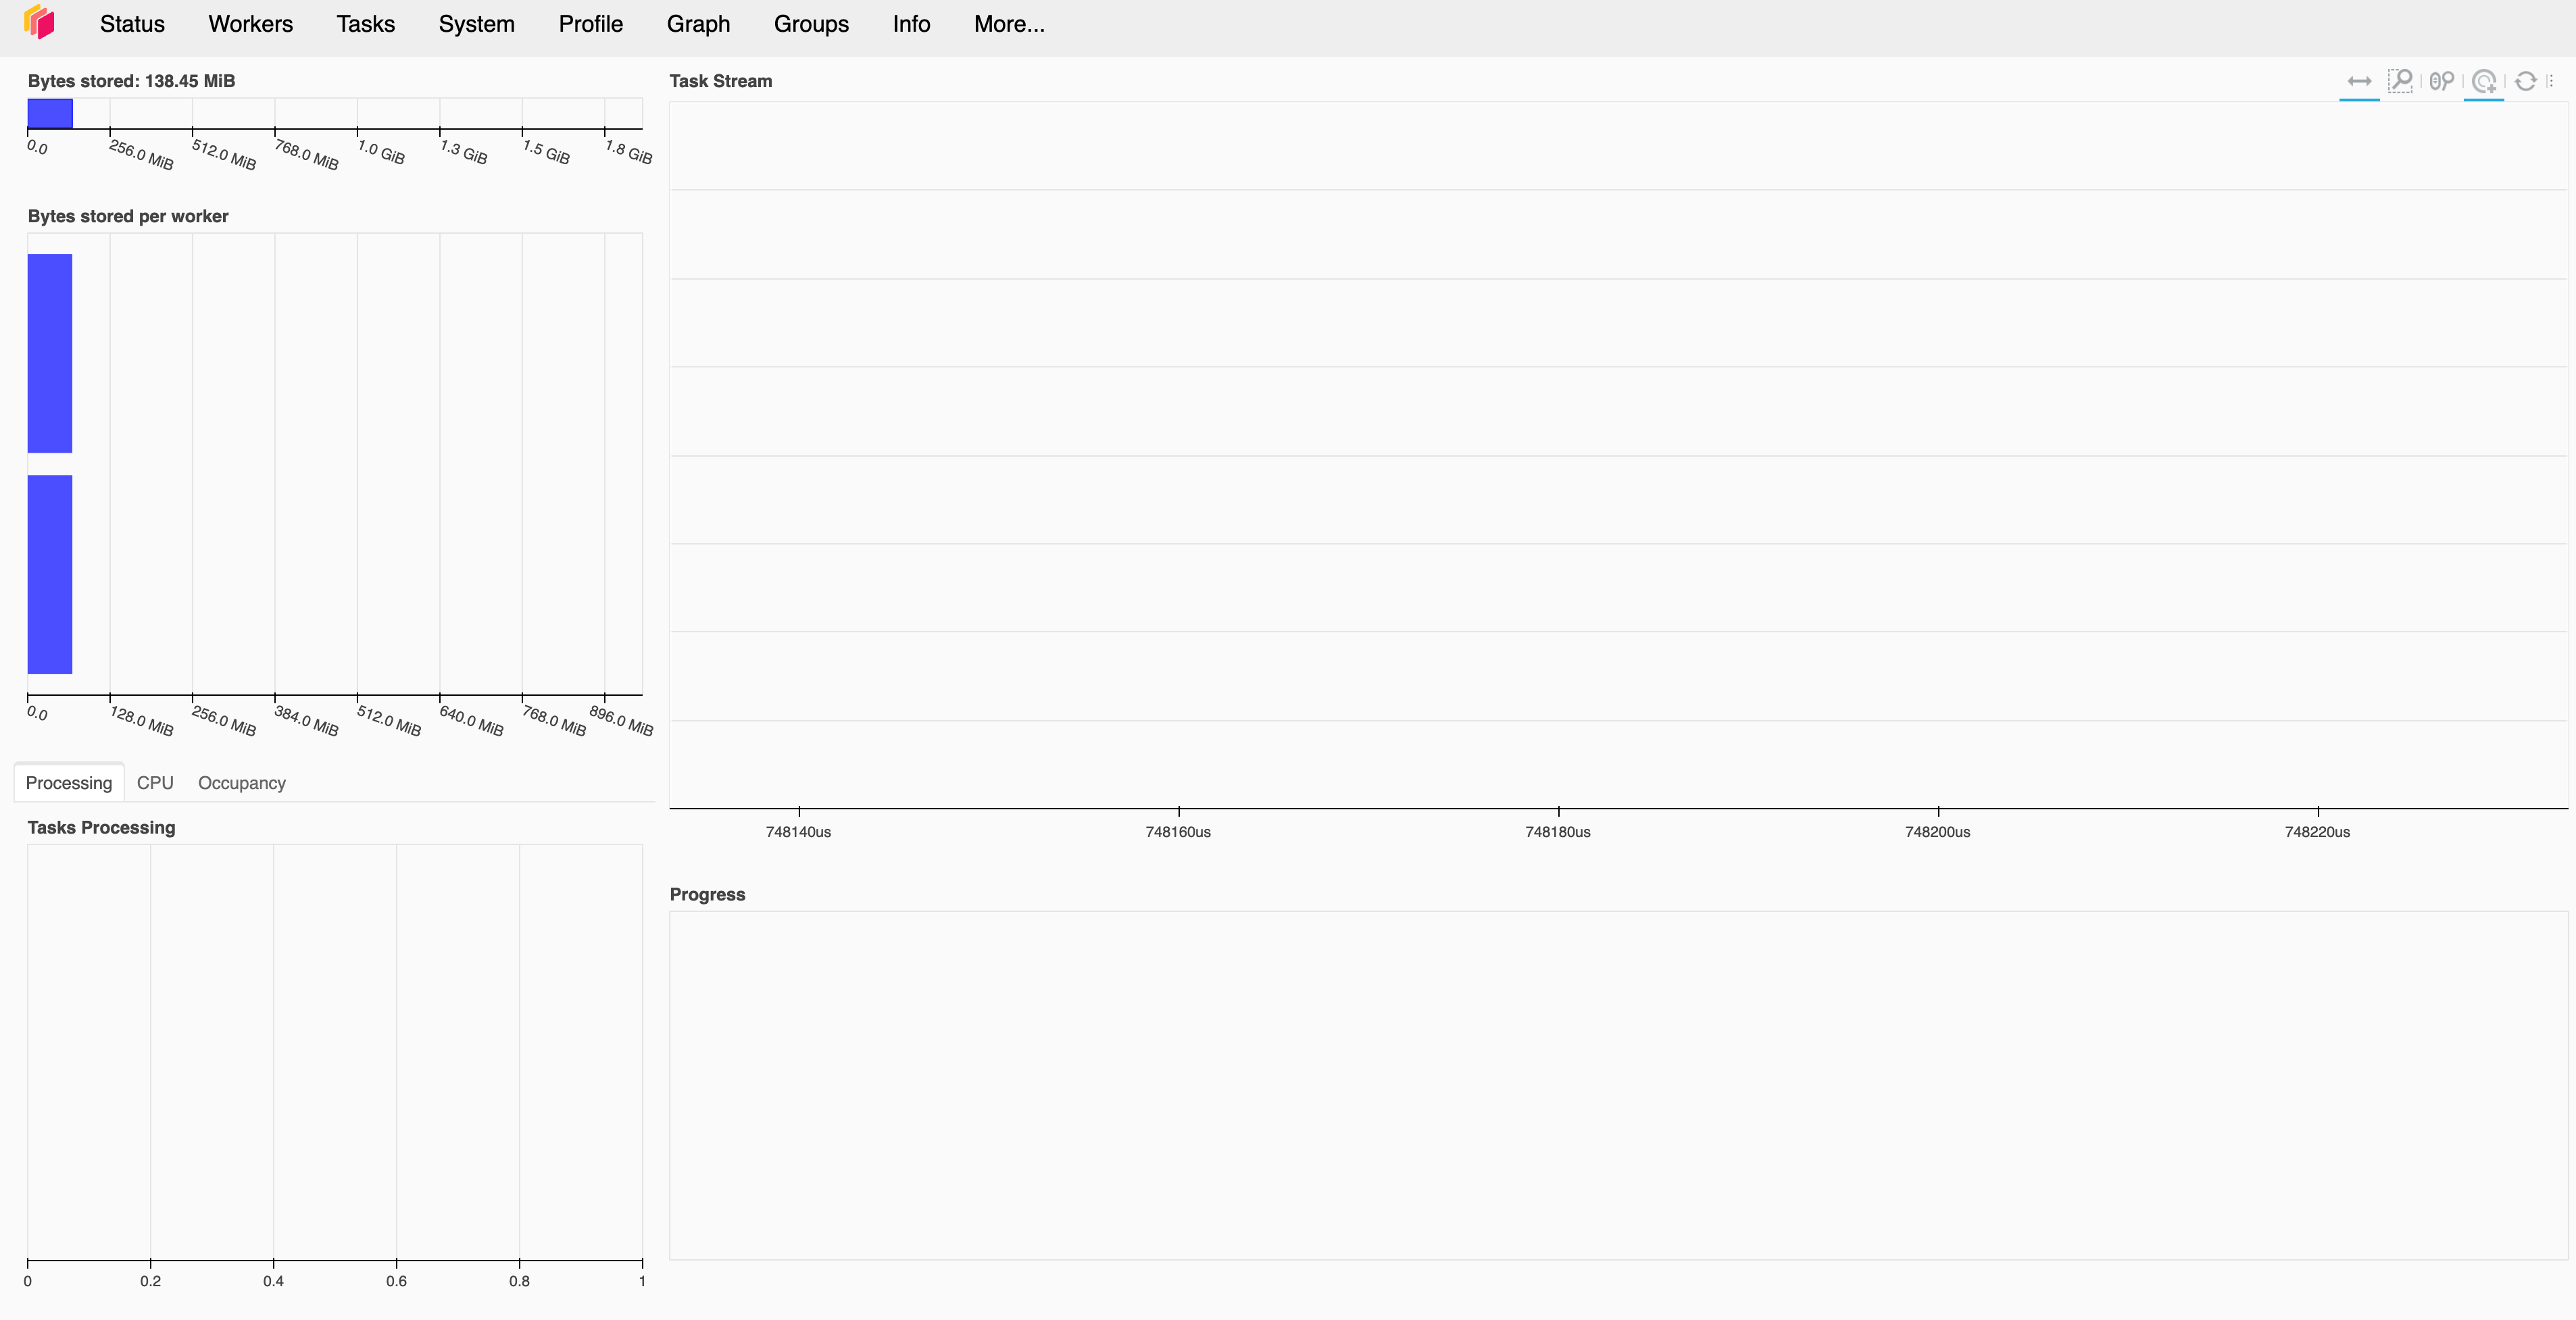 Status Workers Tasks System Profile Graph Groups Info More...
Bytes stored: 138.45 MiB
0.0 256.0 MiB 512.0 MiB 768.0 MiB 1.0 GiB 1.3 GiB 1.5 GiB 1.8 GiB
Bytes stored per worker
0.0 128.0 MiB 256.0 MiB 384.0 MiB 512.0 MiB 640.0 MiB 768.0 MiB 896.0 MiB
Processing CPU Occupancy
Tasks Processing
0 0.2 0.4 0.6 0.8 1
Task Stream
748140us 748160us 748180us 748200us 748220us
Progress